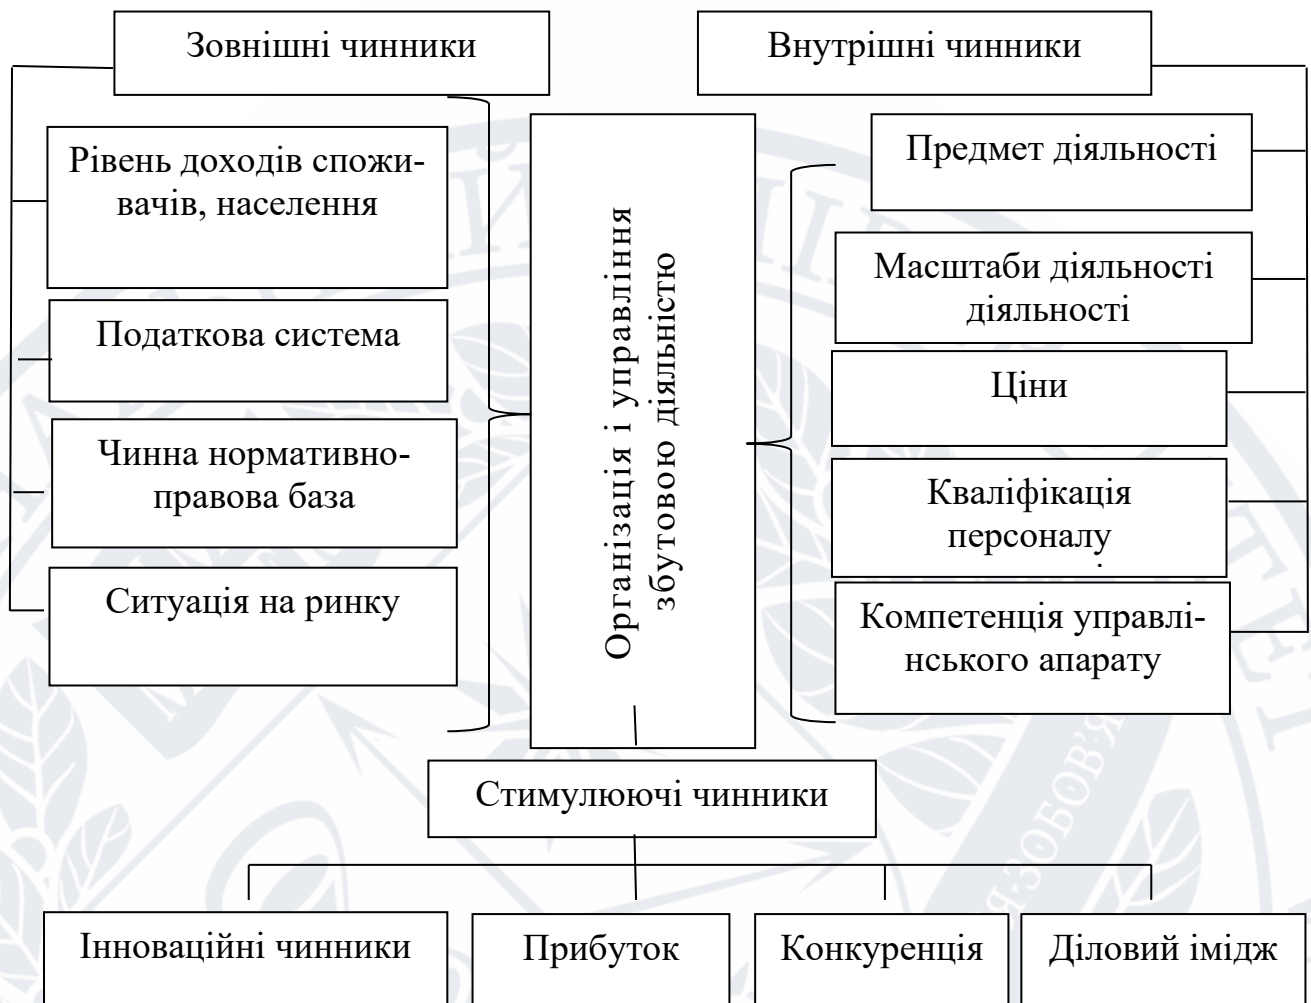 Зовнішні чинники
Внутрішні чинники
Рівень доходів спожи-
вачів, населення
Податкова система
Чинна нормативно-
правова база
Ситуація на ринку
Організація і управління
збутовою діяльністю
Предмет діяльності
Масштаби діяльності
діяльності
Ціни
Кваліфікація
персоналу
Компетенція управлі-
нського апарату
Стимулюючі чинники
Інноваційні чинники
Прибуток
Конкуренція
Діловий імідж